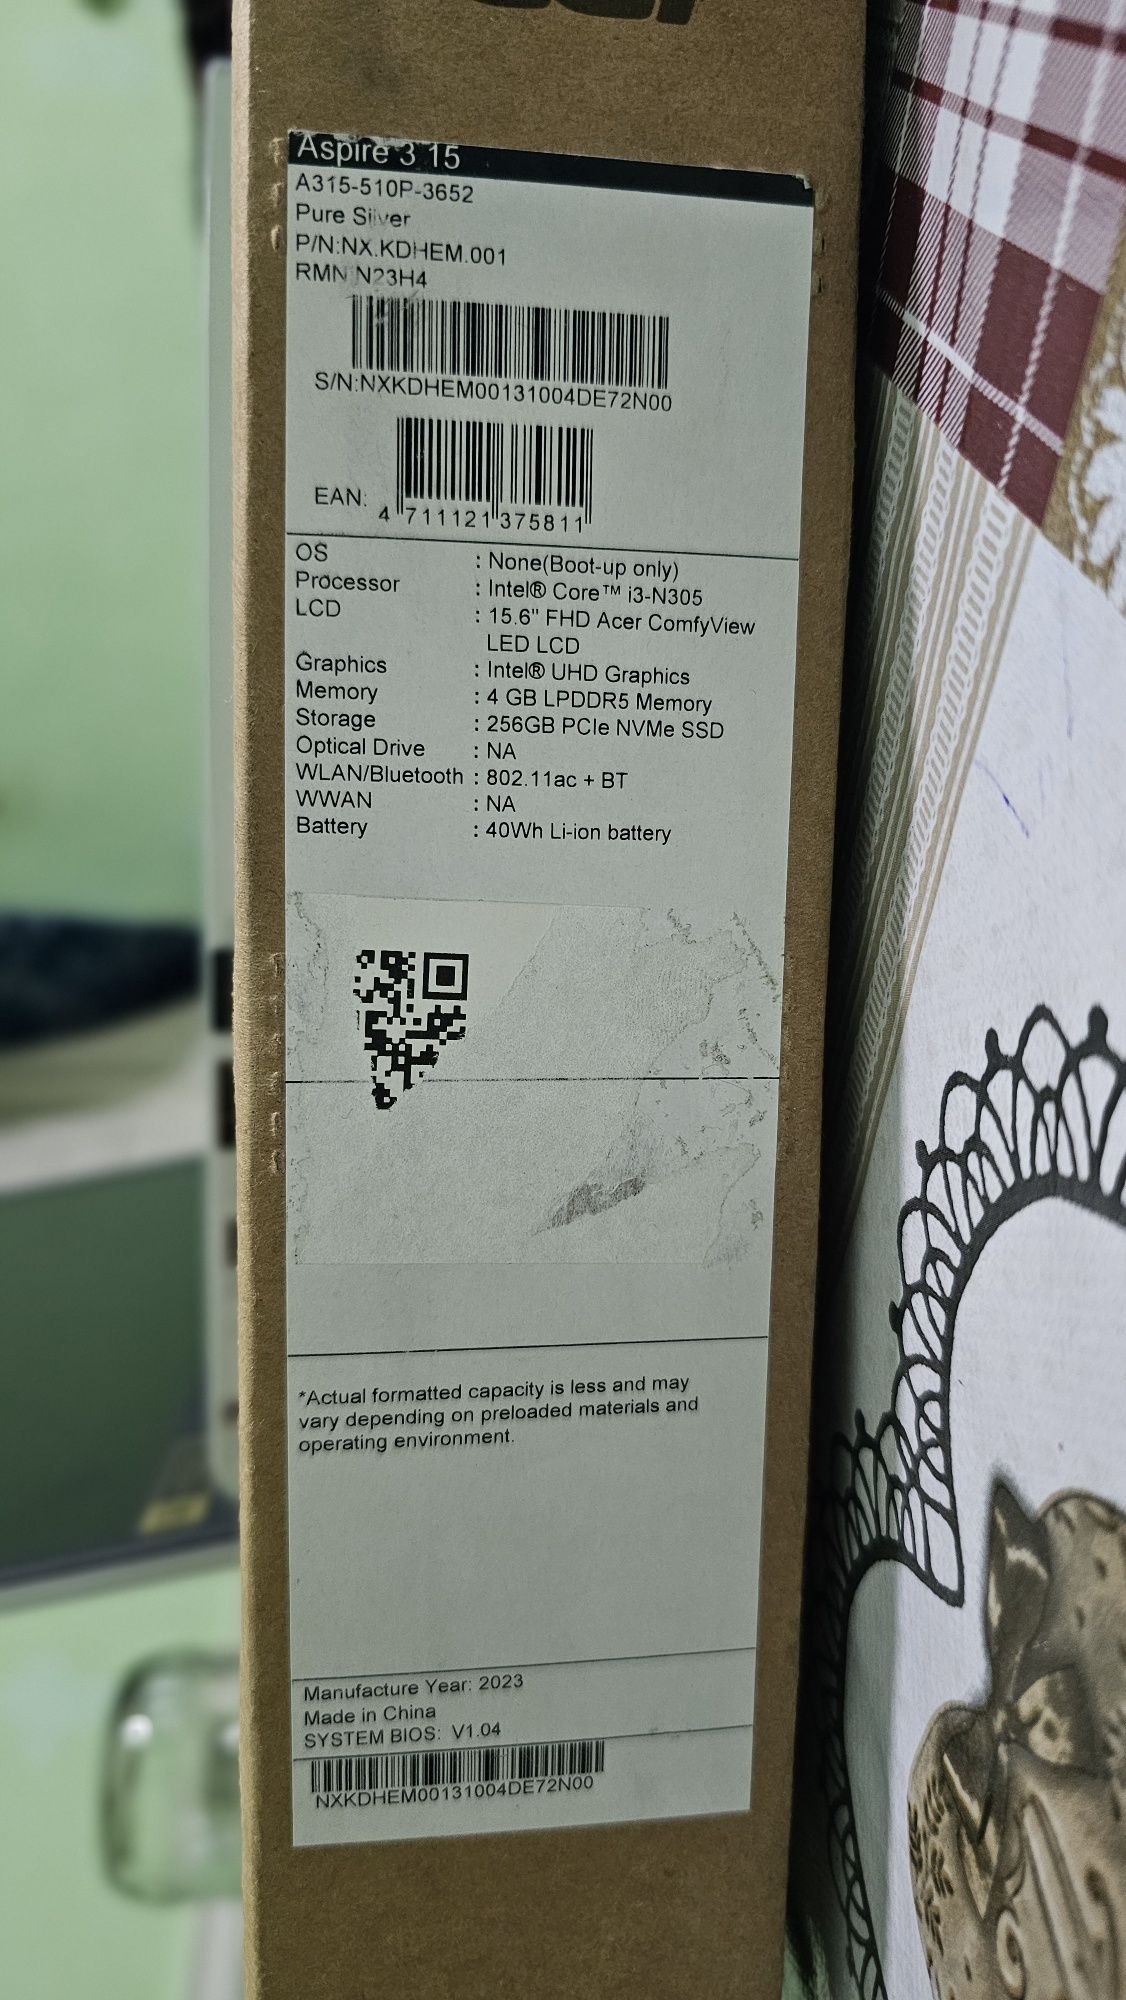 Aspire 3 15
A315-510P-3652
Pure Silver
P/N:NX.KDHEM.001
RMN N23H4
S/N:NXKDHEM00131004DE72N00
EAN: 4 711121 375811
OS : None(Boot-up only)
Processor : Intel® Core™ i3-N305
LCD : 15.6" FHD Acer ComfyView
LED LCD
Graphics : Intel® UHD Graphics
Memory : 4 GB LPDDR5 Memory
Storage : 256GB PCIe NVMe SSD
Optical Drive : NA
WLAN/Bluetooth : 802.11ac + BT
WWAN : NA
Battery : 40Wh Li-ion battery
*Actual formatted capacity is less and may
vary depending on preloaded materials and
operating environment.
Manufacture Year: 2023
Made in China
SYSTEM BIOS: V1.04
NXKDHEM00131004DE72N00